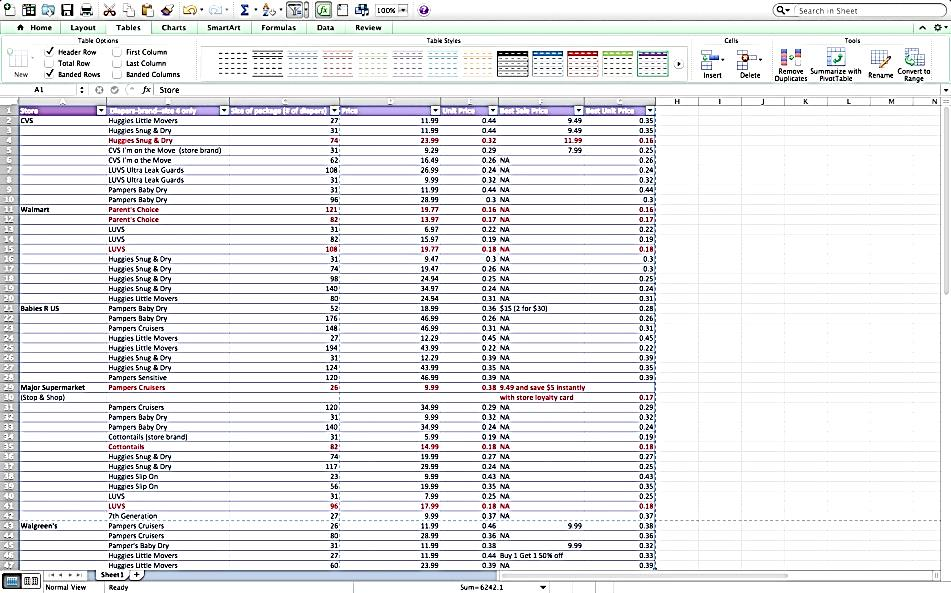 100%
Search in Sheet
Home Layout Tables Charts SmartArt Formulas Data Review
Table Options Table Styles Cells Tools
New
Header Row First Column
Total Row Last Column
Banded Rows Banded Columns
Insert Delete Remove Duplicates Summarize with PivotTable Rename Convert to Range
A1 fx Store
A B C D E F G H I J K L M N
1 Store Diapers-brand-size 4 only Size of package (# of diapers) Price Unit Price Best Sale Price Best Unit Price
2 CVS Huggies Little Movers 27 11.99 0.44 9.49 0.35
3 Huggies Snug & Dry 31 11.99 0.44 9.49 0.35
4 Huggies Snug & Dry 74 23.99 0.32 11.99 0.16
5 CVS I'm on the Move (store brand) 31 9.29 0.29 7.99 0.25
6 CVS I'm o the Move 62 16.49 0.26 NA 0.26
7 LUVS Ultra Leak Guards 108 26.99 0.24 NA 0.24
8 LUVS Ultra Leak Guards 31 9.99 0.32 NA 0.32
9 Pampers Baby Dry 31 11.99 0.44 NA 0.44
10 Pampers Baby Dry 96 28.99 0.3 NA 0.3
11 Walmart Parent's Choice 121 19.77 0.16 NA 0.16
12 Parent's Choice 82 13.97 0.17 NA 0.17
13 LUVS 31 6.97 0.22 NA 0.22
14 LUVS 82 15.97 0.19 NA 0.19
15 LUVS 108 19.77 0.18 NA 0.18
16 Huggies Snug & Dry 31 9.47 0.3 NA 0.3
17 Huggies Snug & Dry 74 19.47 0.26 NA 0.3
18 Huggies Snug & Dry 98 24.94 0.25 NA 0.25
19 Huggies Snug & Dry 140 34.97 0.24 NA 0.24
20 Huggies Little Movers 80 24.94 0.31 NA 0.31
21 Babies R US Pampers Baby Dry 52 18.99 0.36 $15 (2 for $30) 0.28
22 Pampers Baby Dry 176 46.99 0.26 NA 0.26
23 Pampers Cruisers 148 46.99 0.31 NA 0.31
24 Huggies Little Movers 27 12.29 0.45 NA 0.45
25 Huggies Little Movers 194 43.99 0.22 NA 0.22
26 Huggies Snug & Dry 31 12.29 0.39 NA 0.39
27 Huggies Snug & Dry 124 43.99 0.35 NA 0.35
28 Pampers Sensitive 120 46.99 0.39 NA 0.39
29 Major Supermarket Pampers Cruisers 26 9.99 0.38 9.49 and save $5 instantly
30 (Stop & Shop) with store loyalty card 0.17
31 Pampers Cruisers 120 34.99 0.29 NA 0.29
32 Pampers Baby Dry 31 9.99 0.32 NA 0.32
33 Pampers Baby Dry 140 34.99 0.24 NA 0.24
34 Cottontails (store brand) 31 5.99 0.19 NA 0.19
35 Cottontails 82 14.99 0.18 NA 0.18
36 Huggies Snug & Dry 74 19.99 0.27 NA 0.27
37 Huggies Snug & Dry 117 29.99 0.24 NA 0.25
38 Huggies Slip On 23 9.99 0.43 NA 0.43
39 Huggies Slip On 56 19.99 0.35 NA 0.35
40 LUVS 31 7.99 0.25 NA 0.25
41 LUVS 96 17.99 0.18 NA 0.18
42 7th Generation 27 9.99 0.37 NA 0.37
43 Walgreen's Pampers Cruisers 26 11.99 0.46 9.99 0.38
44 Pampers Cruisers 80 28.99 0.36 NA 0.36
45 Pamper's Baby Dry 31 11.99 0.38 9.99 0.32
46 Huggies Little Movers 27 11.99 0.44 Buy 1 Get 1 50% off 0.33
47 Huggies Little Movers 60 23.99 0.39 NA 0.39
Sheet1
Normal View Ready Sum=6242.1